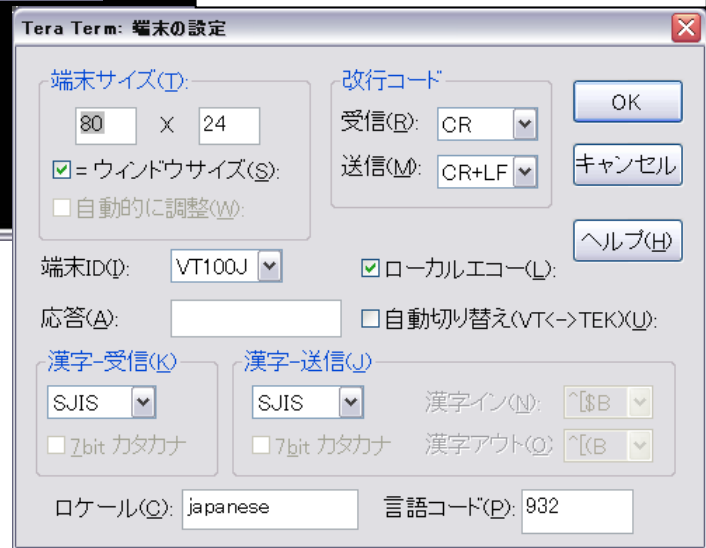 Tera Term: 端末の設定
端末サイズ(T):
80 X 24
= ウィンドウサイズ(S):
自動的に調整(W):
改行コード
受信(R): CR
送信(M): CR+LF
OK
キャンセル
ヘルプ(H)
端末ID(I): VT100J
ローカルエコー(L):
応答(A):
自動切り替え(VT<->TEK)(U):
漢字-受信(K)
SJIS
7bit カタカナ
漢字-送信(J)
SJIS
7bit カタカナ
漢字イン(N): ^[$B
漢字アウト(O) ^[(B
ロケール(C): japanese
言語コード(P): 932